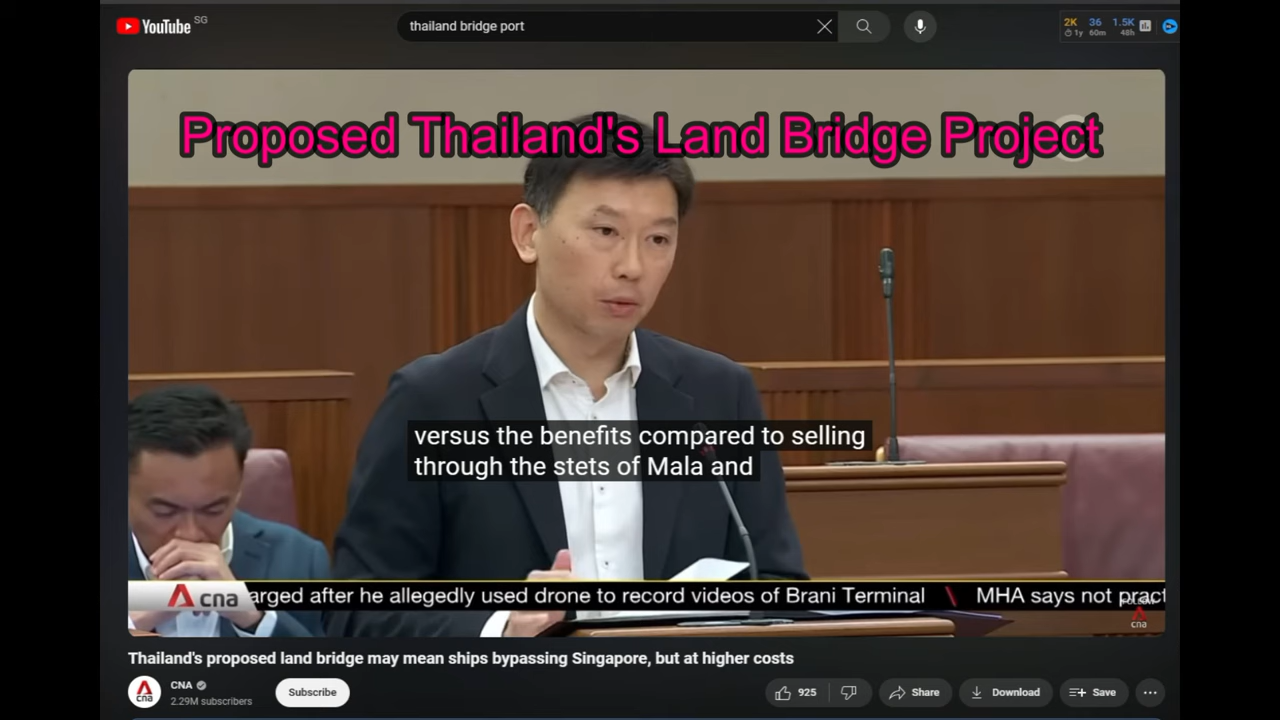 YouTube SG
thailand bridge port
2K 36 1.5K
1y 60m 48h
Proposed Thailand's Land Bridge Project
versus the benefits compared to selling
through the stets of Mala and
cna
arged after he allegedly used drone to record videos of Brani Terminal \ MHA says not pract
cna
Thailand's proposed land bridge may mean ships bypassing Singapore, but at higher costs
CNA
2.29M subscribers
Subscribe
925
Share
Download
Save
cna